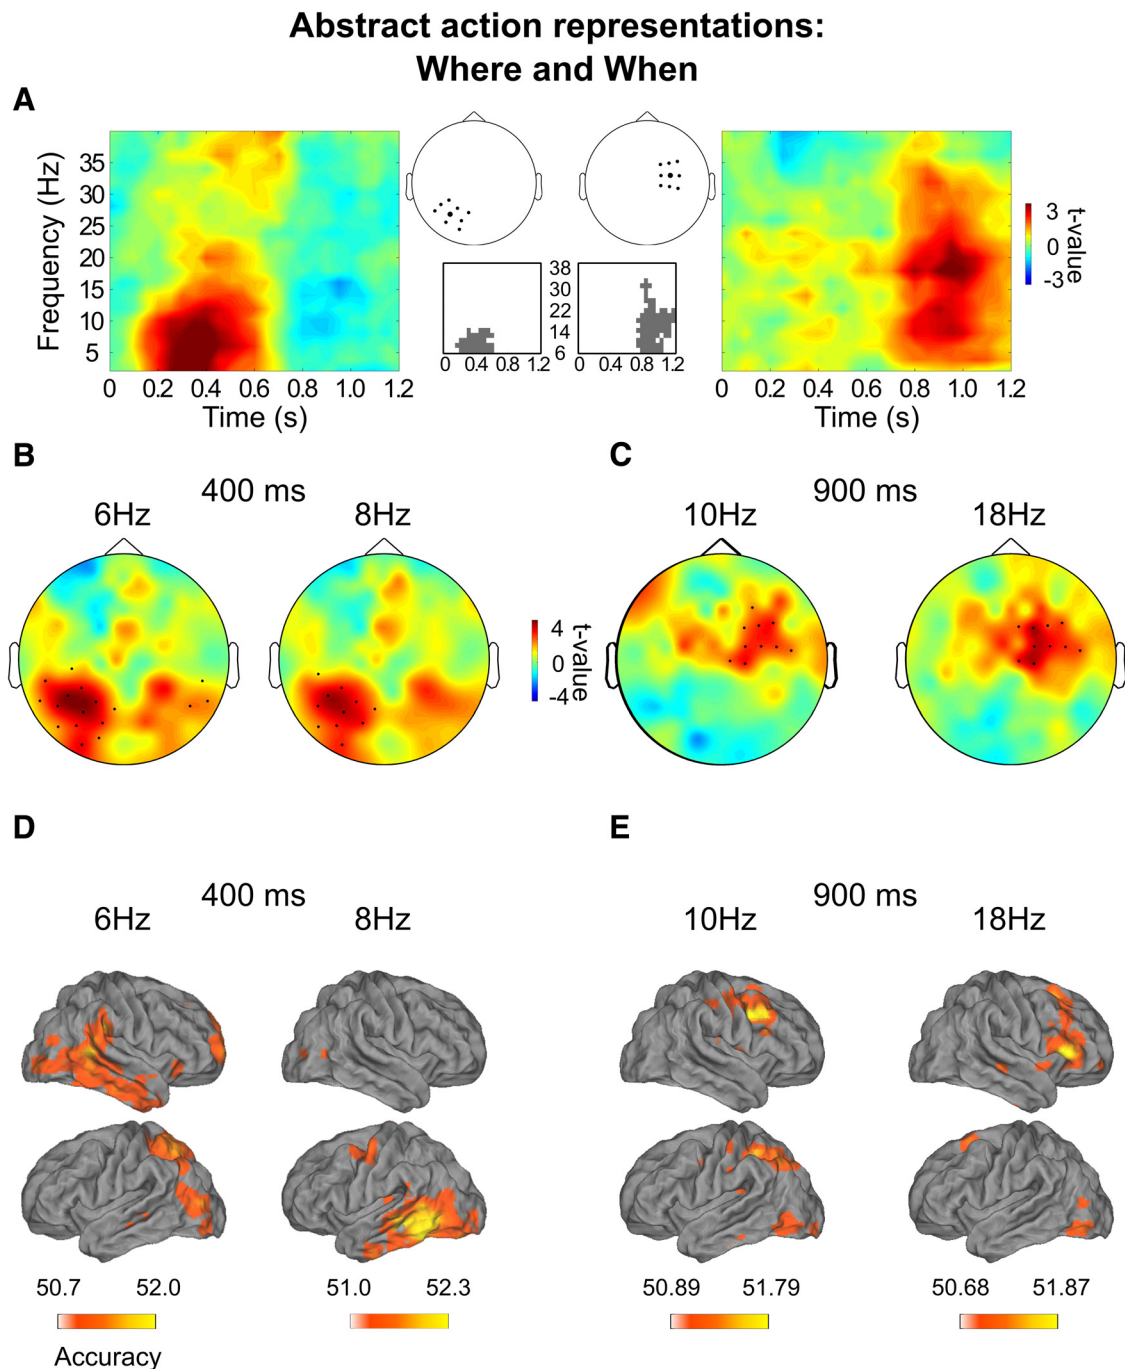 Abstract action representations:
Where and When
A
Frequency (Hz)
35
30
25
20
15
10
5
0 0.2 0.4 0.6 0.8 1.0 1.2
Time (s)
38
30
22
14
6
0 0.4 0.8 1.2
0 0.4 0.8 1.2
0 0.2 0.4 0.6 0.8 1.0 1.2
Time (s)
3
0
-3
t-value
B
400 ms
6Hz 8Hz
4
0
-4
t-value
C
900 ms
10Hz 18Hz
D
400 ms
6Hz 8Hz
50.7 52.0
51.0 52.3
Accuracy
E
900 ms
10Hz 18Hz
50.89 51.79
50.68 51.87